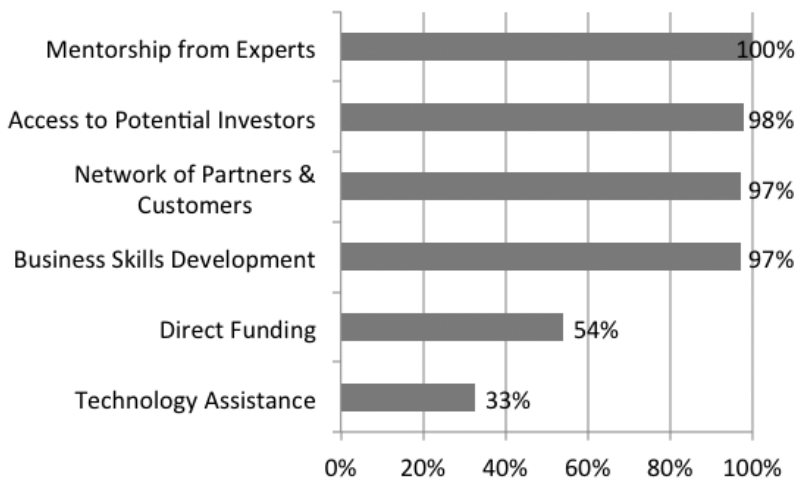 Mentorship from Experts
100%
Access to Potential Investors
98%
Network of Partners &
Customers
97%
Business Skills Development
97%
Direct Funding
54%
Technology Assistance
33%
0% 20% 40% 60% 80% 100%